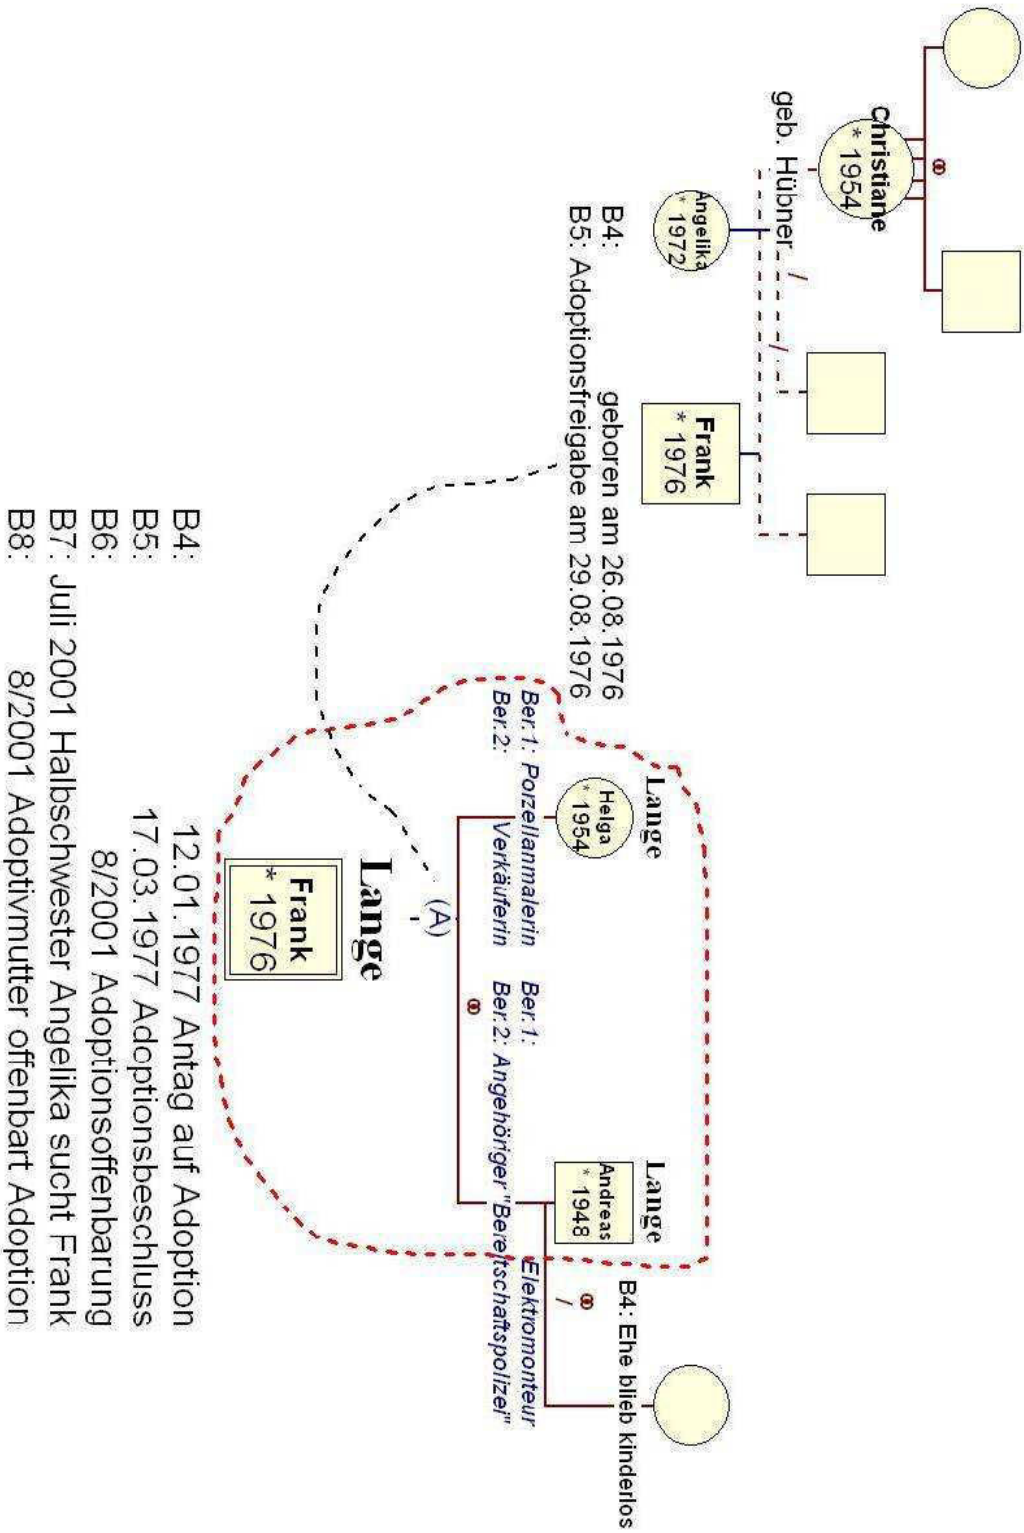 Christiane
* 1954
geb. Hübner
Angelika
* 1972
Frank
* 1976
B4: geboren am 26.08.1976
B5: Adoptionsfreigabe am 29.08.1976
B4: Ehe blieb kinderlos
Lange
Helga
* 1954
Lange
Andreas
* 1948
Ber.1: Porzellanmalerin
Ber.2: Verkäuferin
Ber.1: Elektromonteur
Ber.2: Angehöriger "Bereitschaftspolizei"
(A)
Lange
Frank
* 1976
B4: 12.01.1977 Antag auf Adoption
B5: 17.03.1977 Adoptionsbeschluss
B6: 8/2001 Adoptionsoffenbarung
B7: Juli 2001 Halbschwester Angelika sucht Frank
B8: 8/2001 Adoptivmutter offenbart Adoption